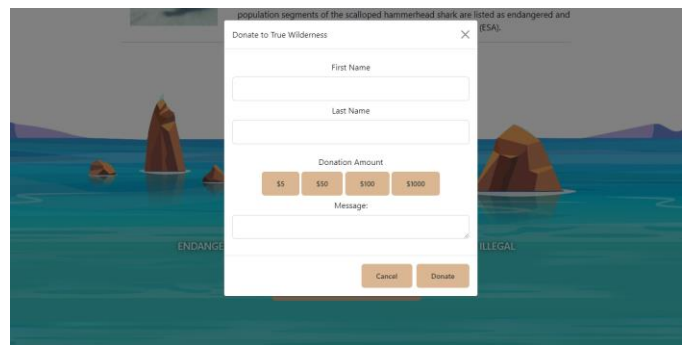 population segments of the scalloped hammerhead shark are listed as endangered and
(ESA).
Donate to True Wilderness
First Name
Last Name
Donation Amount
$5 $50 $100 $1000
Message:
ENDANGE
ILLEGAL
Cancel Donate